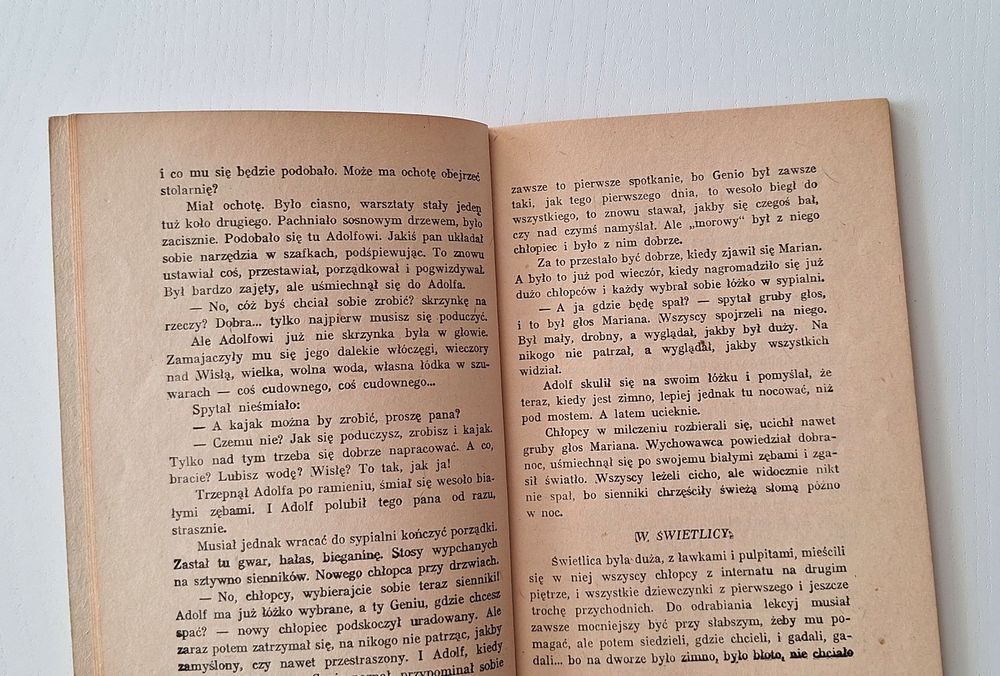 i co mu się będzie podobało. Może ma ochotę obejrzeć
stolarnię?
Miał ochotę. Było ciasno, warsztaty stały jeden
tuż koło drugiego. Pachniało sosnowym drzewem, było
zacisznie. Podobało się tu Adolfowi. Jakiś pan układał
sobie narzędzia w szafkach, podśpiewując. To znowu
ustawiał coś, przestawiał, porządkował i pogwizdywał.
Był bardzo zajęty, ale uśmiechnął się do Adolfa.
— No, cóż byś chciał sobie zrobić? skrzynkę na
rzeczy? Dobra... tylko najpierw musisz się poduczyć.
Ale Adolfowi już nie skrzynka była w głowie.
Zamajaczyły mu się jego dalekie włóczęgi, wieczory
nad Wisłą, wielka, wolna woda, własna łódka w szu-
warach — coś cudownego, coś cudownego...
Spytał nieśmiało:
— A kajak można by zrobić, proszę pana?
— Czemu nie? Jak się poduczysz, zrobisz i kajak.
Tylko nad tym trzeba się dobrze napracować. A co,
bracie? Lubisz wodę? Wisłę? To tak, jak ja!
Trzepnął Adolfa po ramieniu, śmiał się wesoło bia-
łymi zębami. I Adolf polubił tego pana od razu,
strasznie.
Musiał jednak wracać do sypialni kończyć porządki.
Zastał tu gwar, hałas, bieganinę. Stosy wypchanych
na sztywno sienników. Nowego chłopca przy drzwiach.
— No, chłopcy, wybierajcie sobie teraz sienniki!
Adolf ma już łóżko wybrane, a ty Geniu, gdzie chcesz
spać? — nowy chłopiec podskoczył uradowany. Ale
zaraz potem zatrzymał się, na nikogo nie patrząc, jakby
zamyślony, czy nawet przestraszony. I Adolf, kiedy
poznał, przypominał sobie
zawsze to pierwsze spotkanie, bo Genio był zawsze
taki, jak tego pierwszego dnia, to wesoło biegł do
wszystkiego, to znowu stawał, jakby się czegoś bał,
czy nad czymś namyślał. Ale „morowy“ był z niego
chłopiec i było z nim dobrze.
Za to przestało być dobrze, kiedy zjawił się Marian.
A było to już pod wieczór, kiedy nagromadziło się już
dużo chłopców i każdy wybrał sobie łóżko w sypialni.
— A ja gdzie będę spał? — spytał gruby głos,
i to był głos Mariana. Wszyscy spojrzeli na niego.
Był mały, drobny, a wyglądał, jakby był duży. Na
nikogo nie patrzał, a wyglądał, jakby wszystkich
widział.
Adolf skulił się na swoim łóżku i pomyślał, że
teraz, kiedy jest zimno, lepiej jednak tu nocować, niż
pod mostem. A latem ucieknie.
Chłopcy w milczeniu rozbierali się, ucichł nawet
gruby głos Mariana. Wychowawca powiedział dobra-
noc, uśmiechnął się po swojemu białymi zębami i zga-
sił światło. Wszyscy leżeli cicho, ale widocznie nikt
nie spał, bo sienniki chrzęściły świeżą słomą późno
w noc.
W. SWIETLICY.
Świetlica była duża, z ławkami i pulpitami, mieścili
się w niej wszyscy chłopcy z internatu na drugim
piętrze, i wszystkie dziewczynki z pierwszego i jeszcze
trochę przychodnich. Do odrabiania lekcyj musiał
zawsze mocniejszy być przy słabszym, żeby mu po-
magać, ale potem siedzieli, gdzie chcieli, i gadali, ga-
dali... bo na dworze było zimno, było błoto, nie chciało